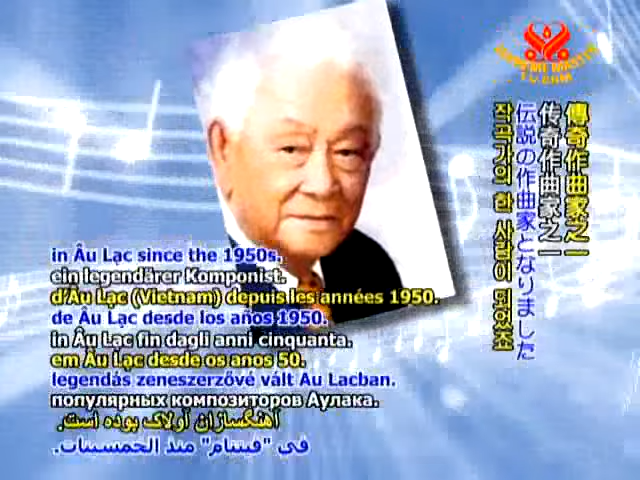 SUPREME MASTER
TV.COM
傳奇作曲家之一
传奇作曲家之一
伝説の作曲家となりました
작곡가의 한 사람이 되었죠
in Âu Lạc since the 1950s.
ein legendärer Komponist.
d'Âu Lạc (Vietnam) depuis les années 1950.
de Âu Lạc desde los años 1950.
in Âu Lạc fin dagli anni cinquanta.
em Âu Lạc desde os anos 50.
legendás zeneszerzővé vált Au Lacban.
популярных композиторов Аулака.
آهنگسازان آولاک بوده است.
في "فيتنام" منذ الخمسينات.